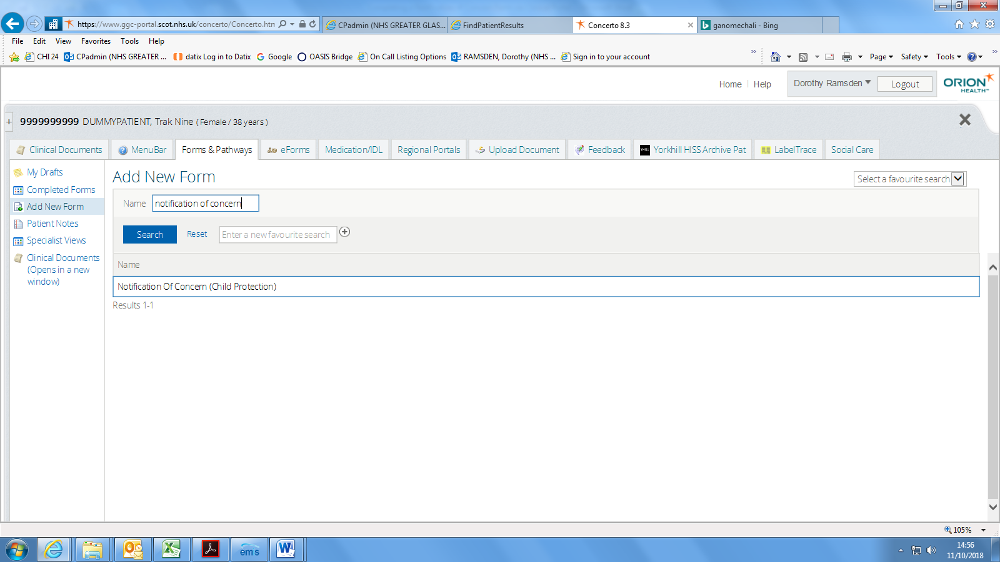 https://www.ggc-portal.scot.nhs.uk/concerto/Concerto.htm
CPadmin (NHS GREATER GLAS...
FindPatientResults
Concerto 8.3
ganomechali - Bing
File Edit View Favorites Tools Help
CHI 24 CPadmin (NHS GREATER ... datix Log in to Datix Google OASIS Bridge On Call Listing Options RAMSDEN, Dorothy (NHS ... Sign in to your account
Page Safety Tools
Home Help Dorothy Ramsden Logout
ORION
HEALTH™
9999999999 DUMMYPATIENT, Trak Nine ( Female / 38 years )
Clinical Documents MenuBar Forms & Pathways eForms Medication/IDL Regional Portals Upload Document Feedback YHILL Yorkhill HISS Archive Pat LabelTrace Social Care
My Drafts
Completed Forms
Add New Form
Patient Notes
Specialist Views
Clinical Documents
(Opens in a new
window)
Add New Form
Select a favourite search
Name notification of concern
Search Reset Enter a new favourite search
Name
Notification Of Concern (Child Protection)
Results 1-1
105%
ems
14:56
11/10/2018